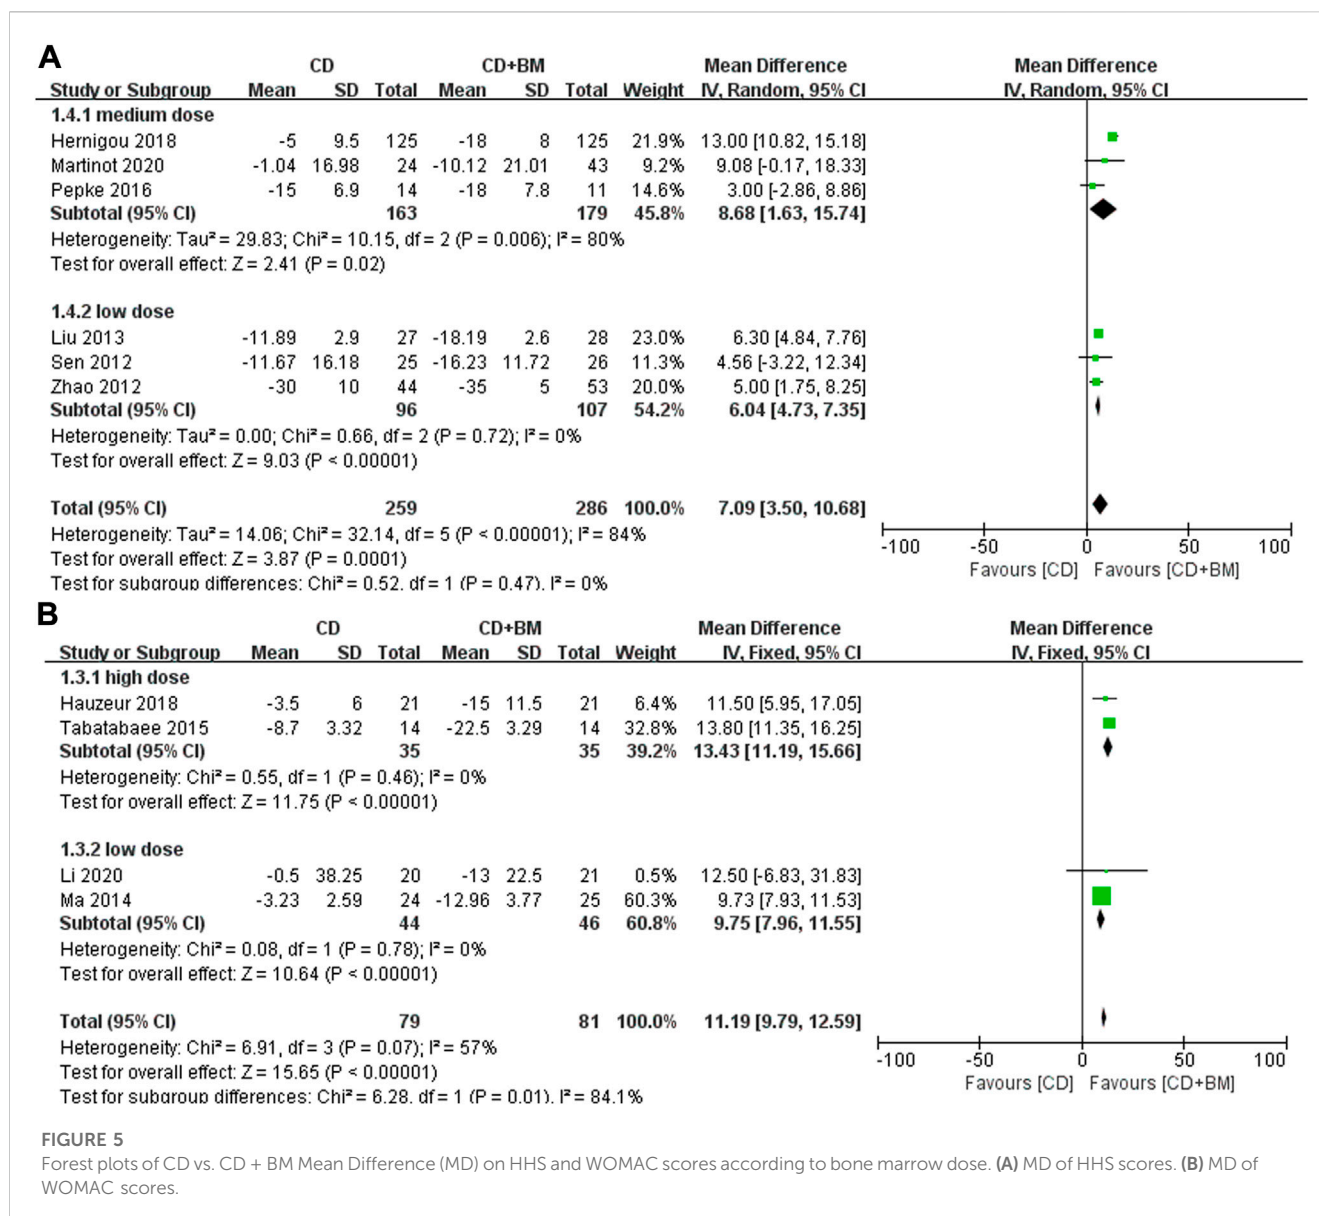 A
CD CD+BM Mean Difference Mean Difference
Study or Subgroup Mean SD Total Mean SD Total Weight IV, Random, 95% CI IV, Random, 95% CI
1.4.1 medium dose
Hernigou 2018 -5 9.5 125 -18 8 125 21.9% 13.00 [10.82, 15.18]
Martinot 2020 -1.04 16.98 24 -10.12 21.01 43 9.2% 9.08 [-0.17, 18.33]
Pepke 2016 -15 6.9 14 -18 7.8 11 14.6% 3.00 [-2.86, 8.86]
Subtotal (95% CI) 163 179 45.8% 8.68 [1.63, 15.74]
Heterogeneity: Tau² = 29.83; Chi² = 10.15, df = 2 (P = 0.006); I² = 80%
Test for overall effect: Z = 2.41 (P = 0.02)
1.4.2 low dose
Liu 2013 -11.89 2.9 27 -18.19 2.6 28 23.0% 6.30 [4.84, 7.76]
Sen 2012 -11.67 16.18 25 -16.23 11.72 26 11.3% 4.56 [-3.22, 12.34]
Zhao 2012 -30 10 44 -35 5 53 20.0% 5.00 [1.75, 8.25]
Subtotal (95% CI) 96 107 54.2% 6.04 [4.73, 7.35]
Heterogeneity: Tau² = 0.00; Chi² = 0.66, df = 2 (P = 0.72); I² = 0%
Test for overall effect: Z = 9.03 (P < 0.00001)
Total (95% CI) 259 286 100.0% 7.09 [3.50, 10.68]
Heterogeneity: Tau² = 14.06; Chi² = 32.14, df = 5 (P < 0.00001); I² = 84%
Test for overall effect: Z = 3.87 (P = 0.0001)
Test for subgroup differences: Chi² = 0.52, df = 1 (P = 0.47), I² = 0%
-100 -50 0 50 100
Favours [CD] Favours [CD+BM]
B
CD CD+BM Mean Difference Mean Difference
Study or Subgroup Mean SD Total Mean SD Total Weight IV, Fixed, 95% CI IV, Fixed, 95% CI
1.3.1 high dose
Hauzeur 2018 -3.5 6 21 -15 11.5 21 6.4% 11.50 [5.95, 17.05]
Tabatabaee 2015 -8.7 3.32 14 -22.5 3.29 14 32.8% 13.80 [11.35, 16.25]
Subtotal (95% CI) 35 35 39.2% 13.43 [11.19, 15.66]
Heterogeneity: Chi² = 0.55, df = 1 (P = 0.46); I² = 0%
Test for overall effect: Z = 11.75 (P < 0.00001)
1.3.2 low dose
Li 2020 -0.5 38.25 20 -13 22.5 21 0.5% 12.50 [-6.83, 31.83]
Ma 2014 -3.23 2.59 24 -12.96 3.77 25 60.3% 9.73 [7.93, 11.53]
Subtotal (95% CI) 44 46 60.8% 9.75 [7.96, 11.55]
Heterogeneity: Chi² = 0.08, df = 1 (P = 0.78); I² = 0%
Test for overall effect: Z = 10.64 (P < 0.00001)
Total (95% CI) 79 81 100.0% 11.19 [9.79, 12.59]
Heterogeneity: Chi² = 6.91, df = 3 (P = 0.07); I² = 57%
Test for overall effect: Z = 15.65 (P < 0.00001)
Test for subgroup differences: Chi² = 6.28, df = 1 (P = 0.01), I² = 84.1%
-100 -50 0 50 100
Favours [CD] Favours [CD+BM]
FIGURE 5
Forest plots of CD vs. CD + BM Mean Difference (MD) on HHS and WOMAC scores according to bone marrow dose. (A) MD of HHS scores. (B) MD of
WOMAC scores.